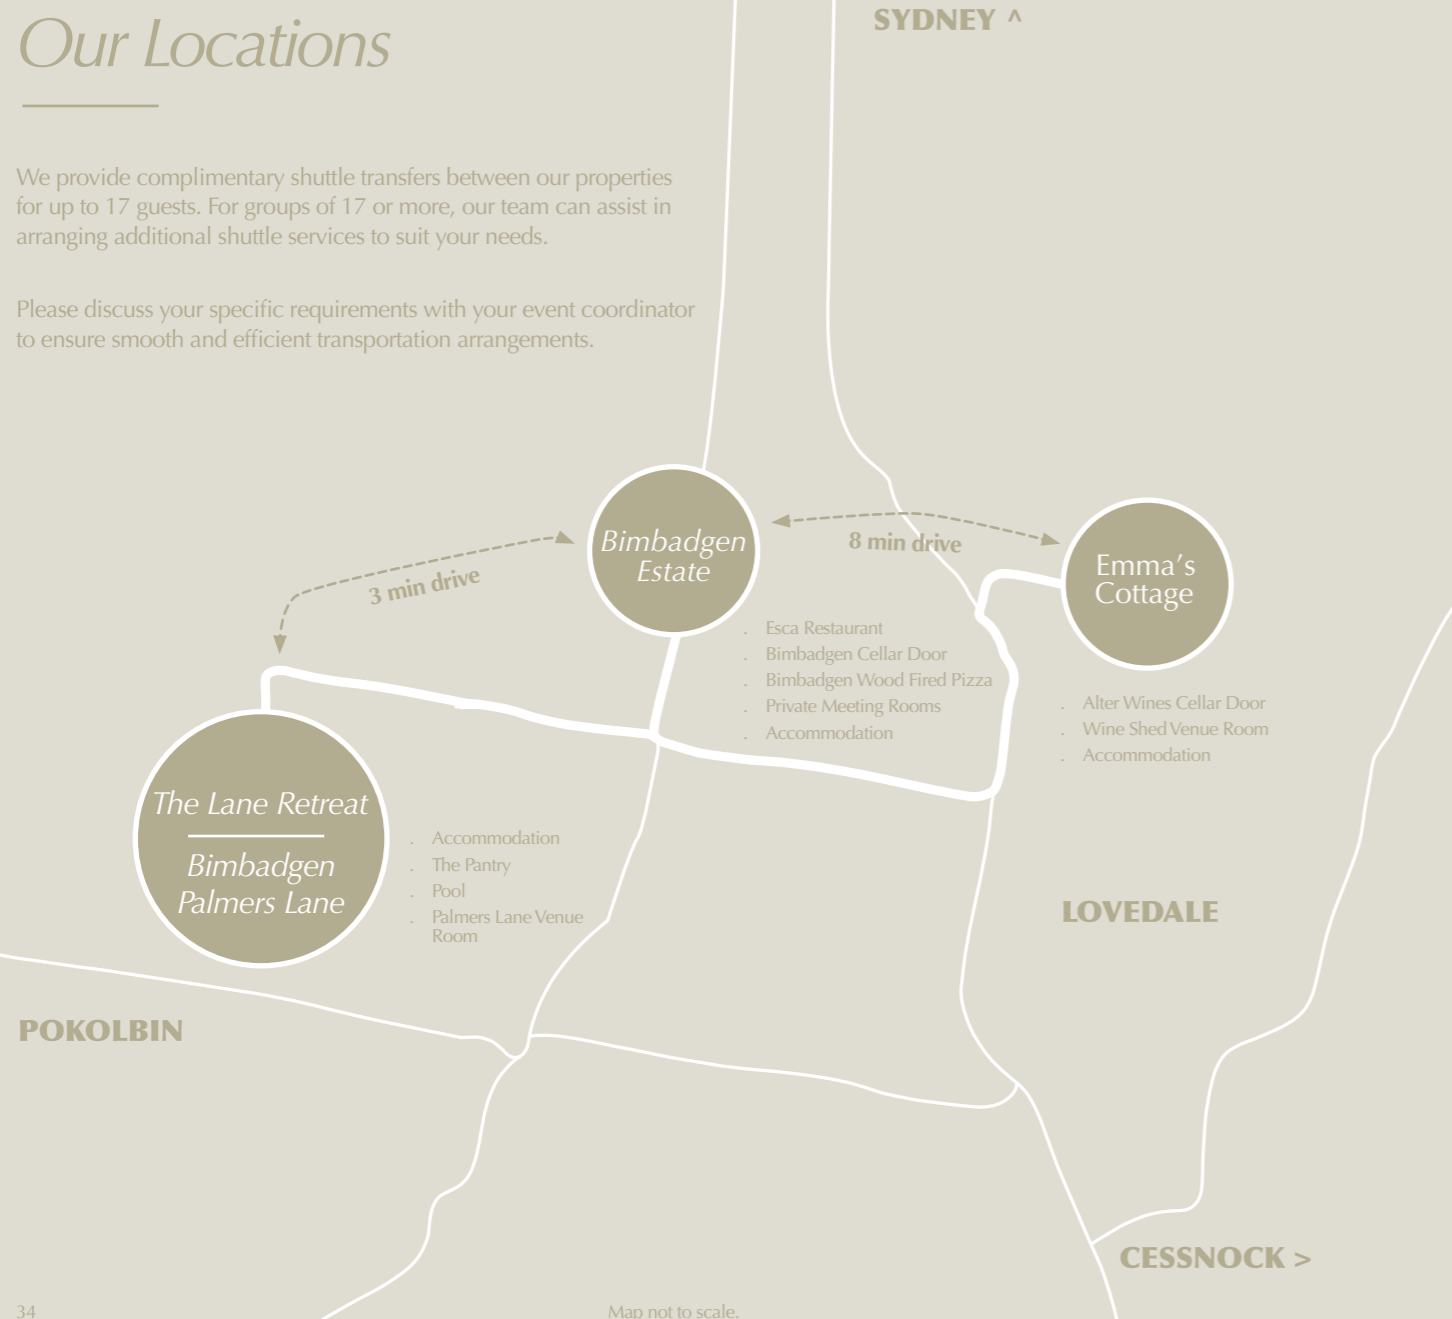 Our Locations
SYDNEY ^
We provide complimentary shuttle transfers between our properties
for up to 17 guests. For groups of 17 or more, our team can assist in
arranging additional shuttle services to suit your needs.
Please discuss your specific requirements with your event coordinator
to ensure smooth and efficient transportation arrangements.
3 min drive
Bimbadgen
Estate
8 min drive
Emma's
Cottage
. Esca Restaurant
. Bimbadgen Cellar Door
. Bimbadgen Wood Fired Pizza
. Private Meeting Rooms
. Accommodation
. Alter Wines Cellar Door
. Wine Shed Venue Room
. Accommodation
The Lane Retreat
Bimbadgen
Palmers Lane
. Accommodation
. The Pantry
. Pool
. Palmers Lane Venue
Room
LOVEDALE
POKOLBIN
CESSNOCK >
34
Map not to scale.